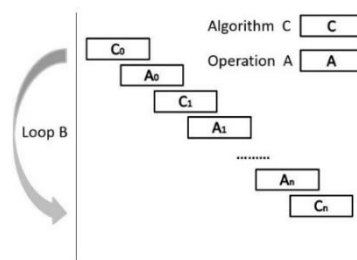 Algorithm C C
C₀
Operation A A
A₀
C₁
Loop B
A₁
.........
Aₙ
Cₙ